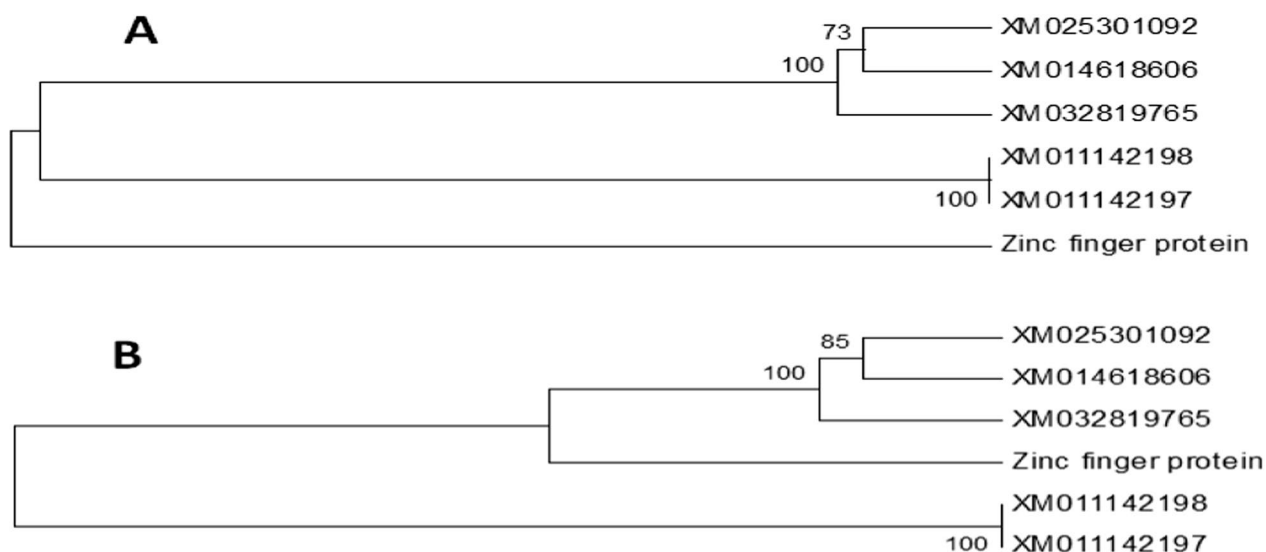 A
73
XM025301092
100
XM014618606
XM032819765
XM011142198
100
XM011142197
Zinc finger protein
B
85
XM025301092
100
XM014618606
XM032819765
Zinc finger protein
XM011142198
100
XM011142197